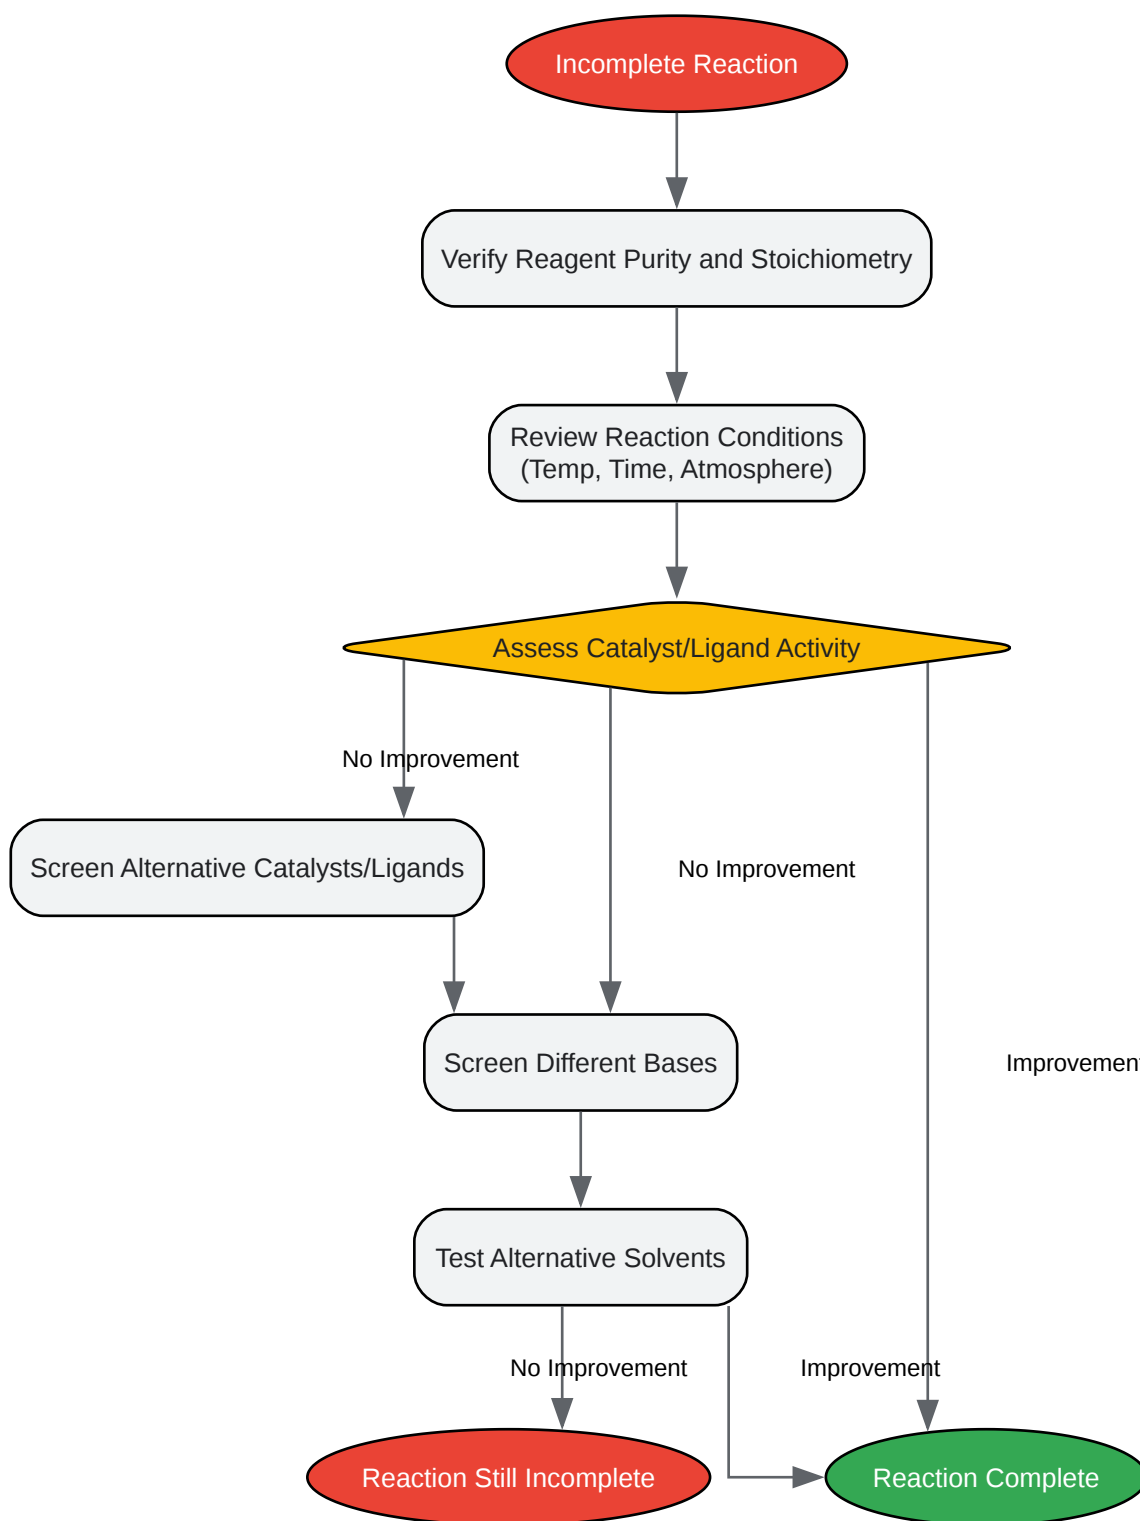 Incomplete Reaction
Verify Reagent Purity and Stoichiometry
Review Reaction Conditions
(Temp, Time, Atmosphere)
Assess Catalyst/Ligand Activity
No Improvement
Screen Alternative Catalysts/Ligands
No Improvement
Screen Different Bases
Improvement
Test Alternative Solvents
No Improvement
Improvement
Reaction Still Incomplete
Reaction Complete